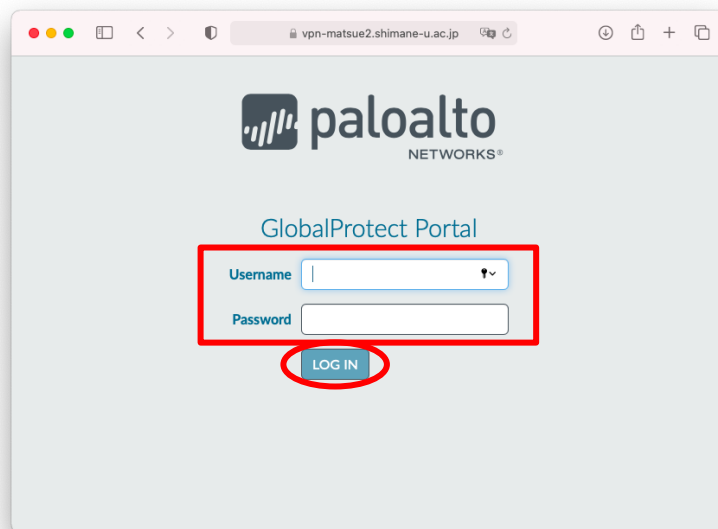 vpn-matsue2.shimane-u.ac.jp
paloalto
NETWORKS®
GlobalProtect Portal
Username
Password
LOG IN